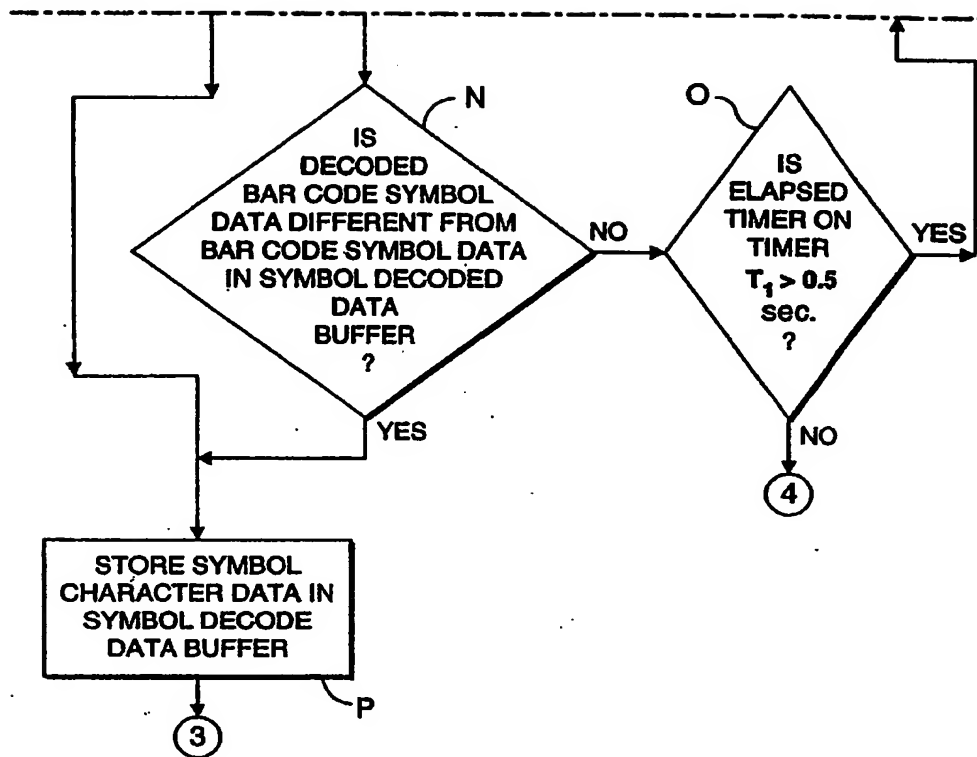 N
IS
DECODED
BAR CODE SYMBOL
DATA DIFFERENT FROM
BAR CODE SYMBOL DATA
IN SYMBOL DECODED
DATA
BUFFER
?
NO
YES
O
IS
ELAPSED
TIMER ON
TIMER
T₁ > 0.5
sec.
?
YES
NO
4
STORE SYMBOL
CHARACTER DATA IN
SYMBOL DECODE
DATA BUFFER
P
3